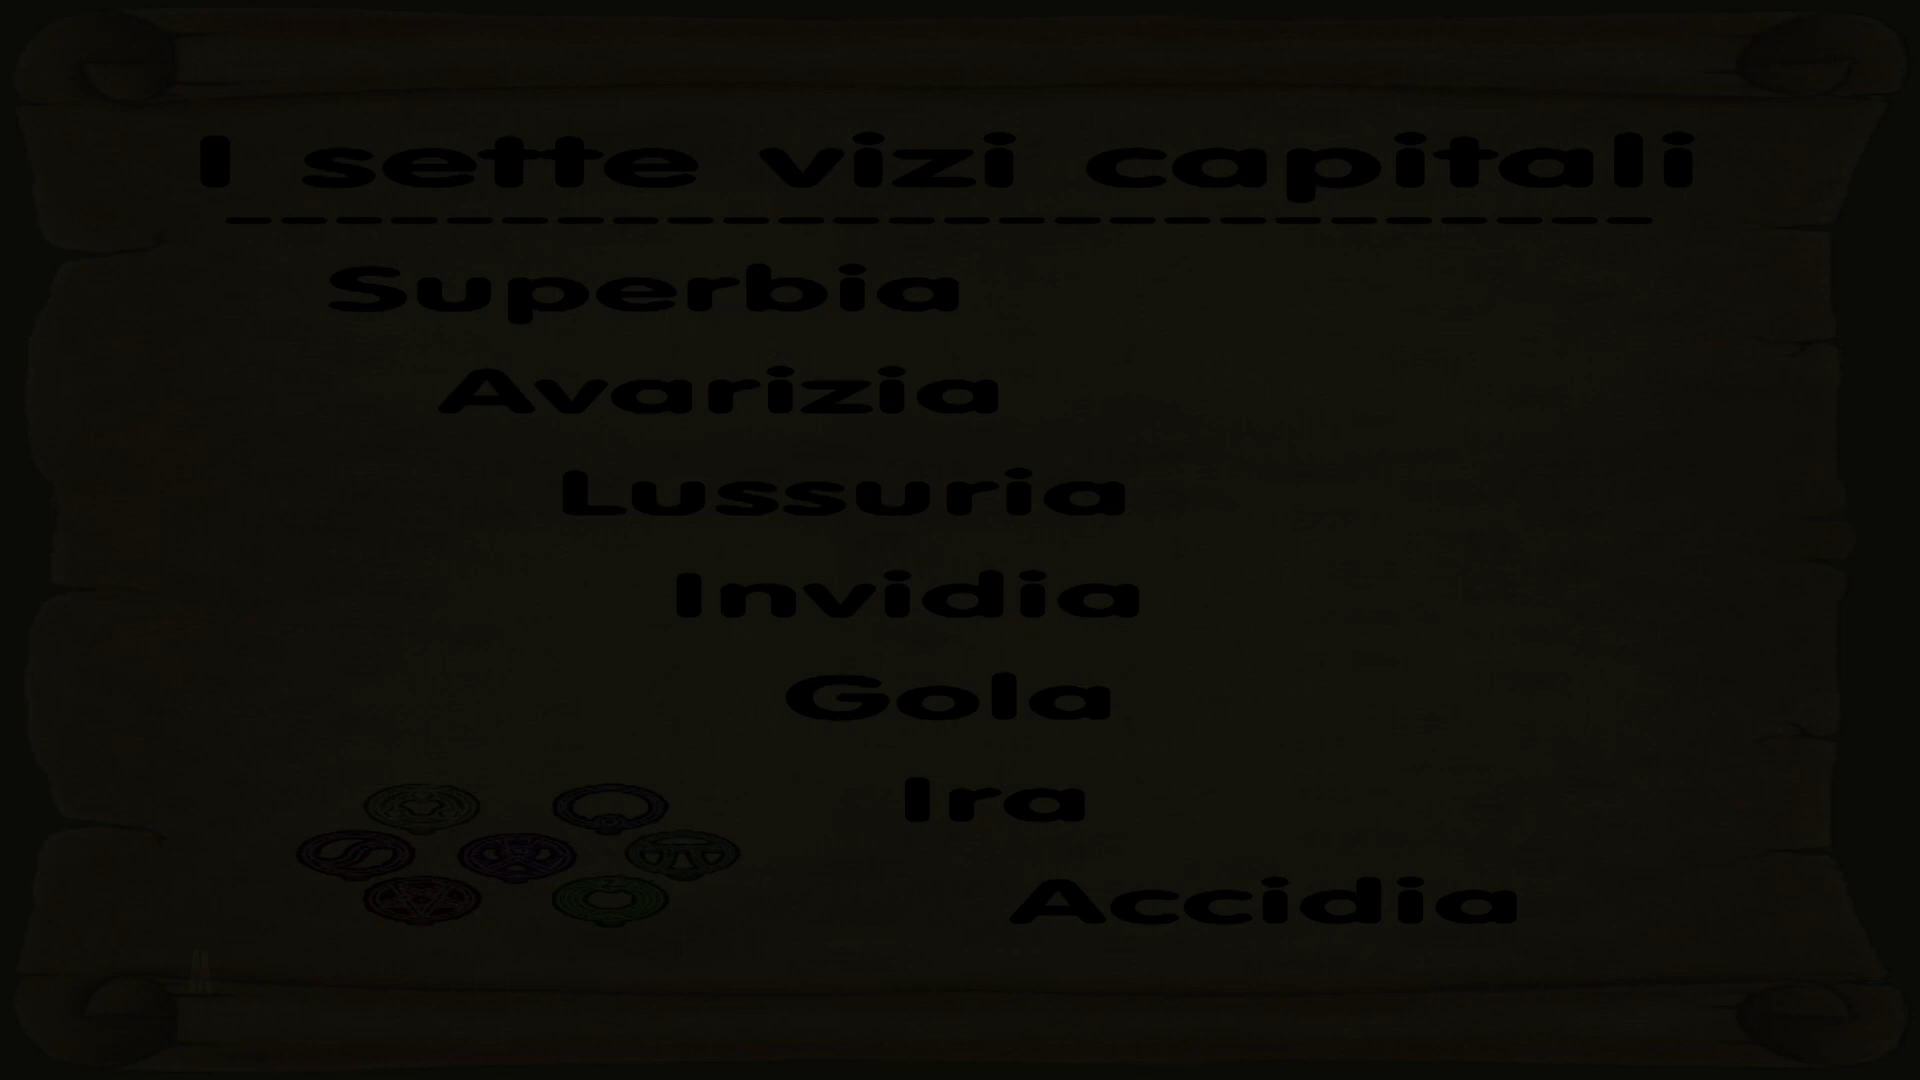 I sette vizi capitali
--------------------------
Superbia
Avarizia
Lussuria
Invidia
Gola
Ira
Accidia